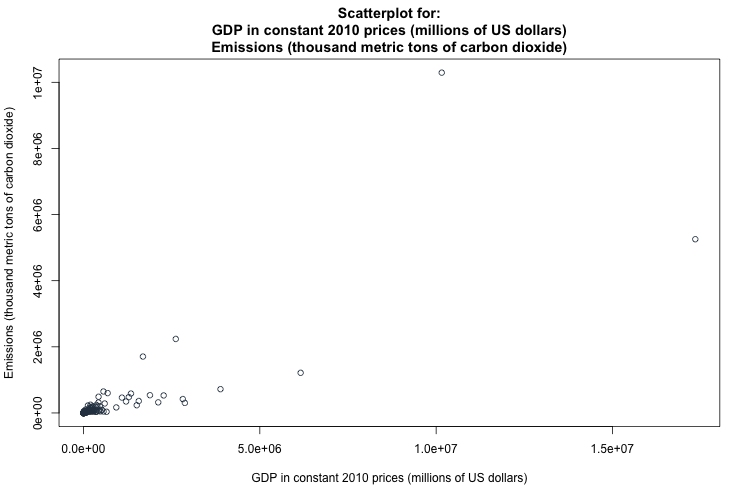 Scatterplot for:
GDP in constant 2010 prices (millions of US dollars)
Emissions (thousand metric tons of carbon dioxide)
Emissions (thousand metric tons of carbon dioxide)
1e+07
8e+06
6e+06
4e+06
2e+06
0e+00
0.0e+00 5.0e+06 1.0e+07 1.5e+07
GDP in constant 2010 prices (millions of US dollars)